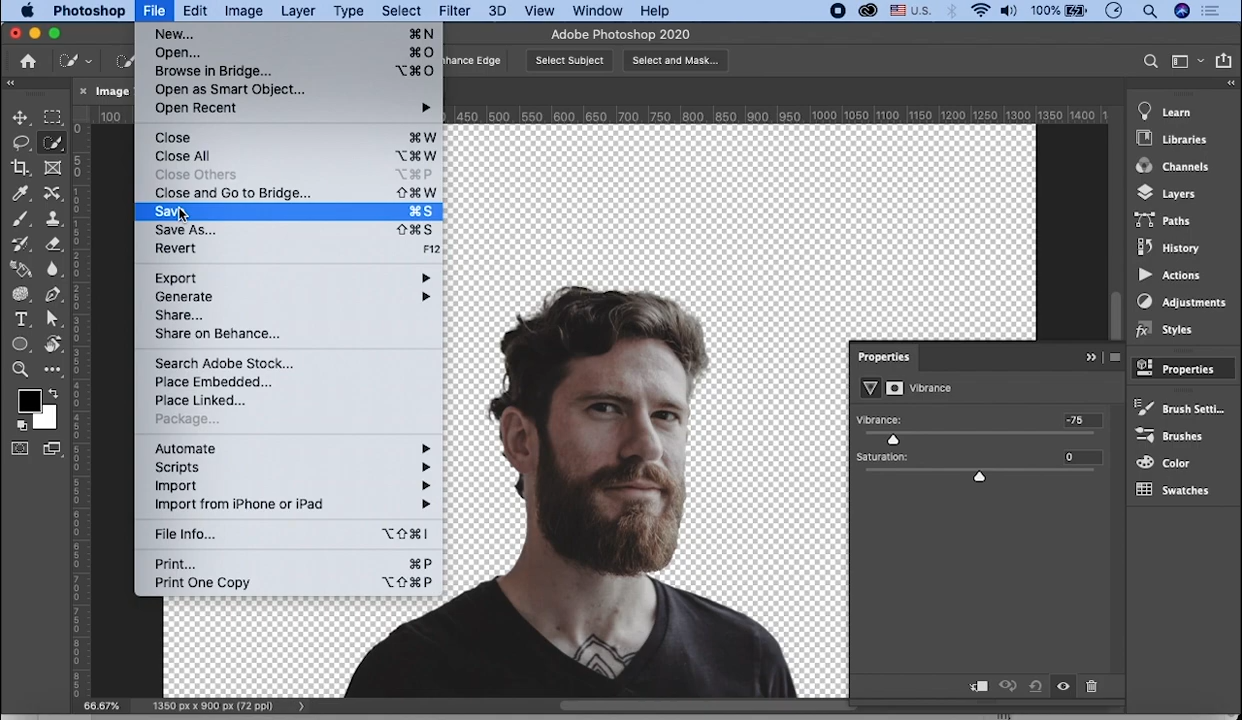 Photoshop File Edit Image Layer Type Select Filter 3D View Window Help U.S. 100%
Adobe Photoshop 2020
New... ⌘N
Open... ⌘O
Browse in Bridge... ⌥⌘O
Open as Smart Object...
Open Recent
Close ⌘W
Close All ⌥⌘W
Close Others ⌥⌘P
Close and Go to Bridge... ⇧⌘W
⌘S
Save As... ⇧⌘S
Revert F12
Export
Generate
Share...
Share on Behance...
Search Adobe Stock...
Place Embedded...
Place Linked...
Package...
Automate
Scripts
Import
Import from iPhone or iPad
File Info... ⌥⇧⌘I
Print... ⌘P
Print One Copy ⌥⇧⌘P
Edge Select Subject Select and Mask...
Image
100 450 500 550 600 650 700 750 800 850 900 950 1000 1050 1100 1150 1200 1250 1300 1350 1400
Properties
Vibrance
Vibrance: -75
Saturation: 0
Learn
Libraries
Channels
Layers
Paths
History
Actions
Adjustments
Styles
Properties
Brush Setti...
Brushes
Color
Swatches
66.67% 1350 px x 900 px (72 ppi)